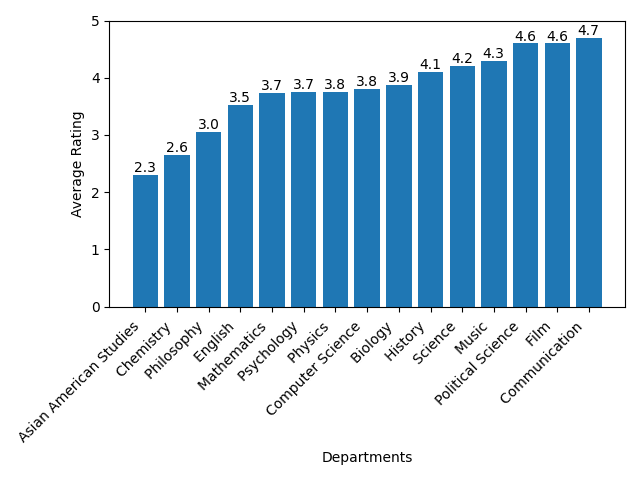 5
4
3
2
1
0
Average Rating
2.3
2.6
3.0
3.5
3.7
3.7
3.8
3.8
3.9
4.1
4.2
4.3
4.6
4.6
4.7
Asian American Studies
Chemistry
Philosophy
English
Mathematics
Psychology
Physics
Computer Science
Biology
History
Science
Music
Political Science
Film
Communication
Departments